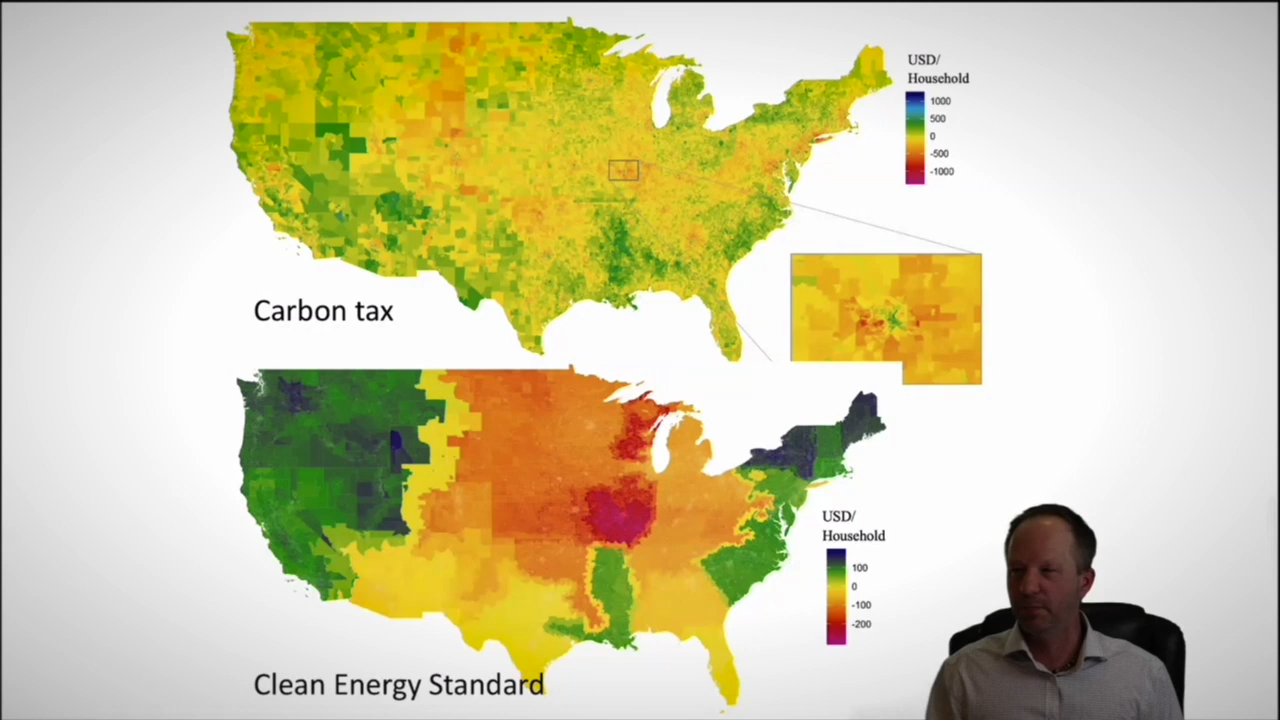 USD/
Household
1000
500
0
-500
-1000
Carbon tax
USD/
Household
100
0
-100
-200
Clean Energy Standard